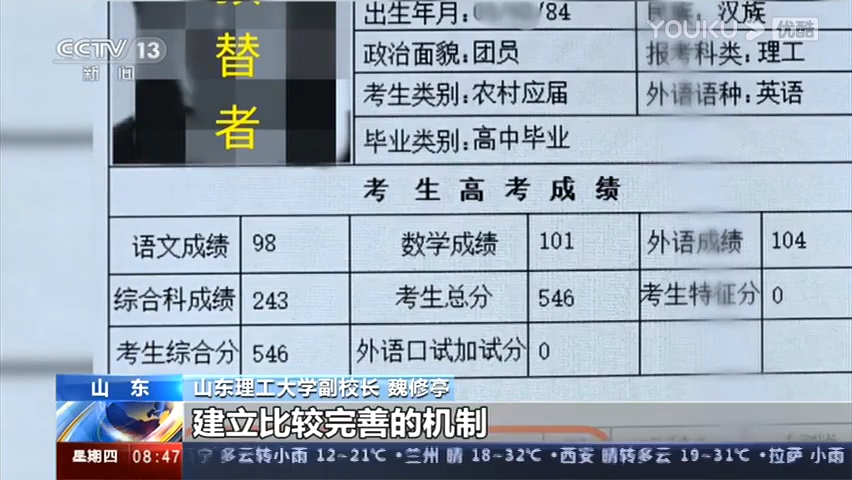 CCTV 13
新闻
YOUKU 优酷
替
者
出生年月: /84
汉族
政治面貌:团员
报考科类:理工
考生类别:农村应届
外语语种:英语
毕业类别:高中毕业
考生高考成绩
语文成绩 98 数学成绩 101 外语成绩 104
综合科成绩 243 考生总分 546 考生特征分 0
考生综合分 546 外语口试加试分 0
山东
山东理工大学副校长 魏修亭
建立比较完善的机制
星期四 08:47 多云转小雨 12~21℃ •兰州 晴 18~32℃ •西安 晴转多云 19~31℃ •拉萨 小雨